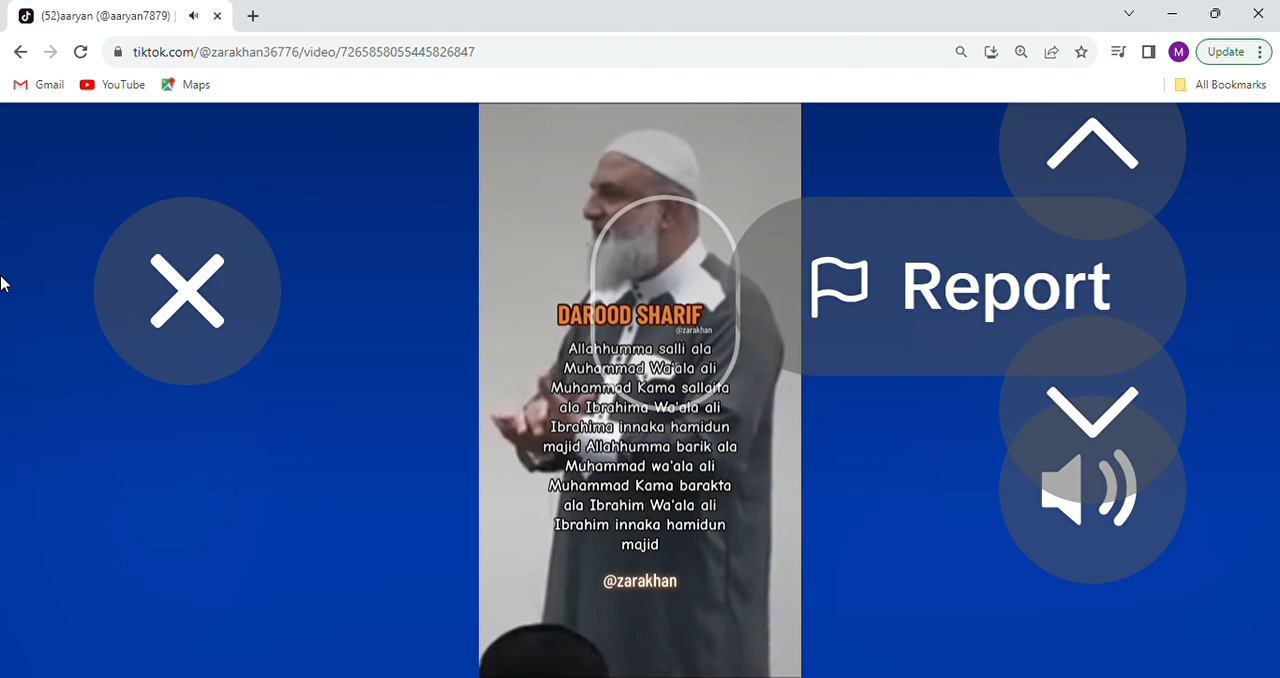 (52)aaryan (@aaryan7879) |
tiktok.com/@zarakhan36776/video/7265858055445826847
M
Update
Gmail
YouTube
Maps
All Bookmarks
Report
DAROOD SHARIF
@zarakhan
Allahhumma salli ala
Muhammad Wa'ala ali
Muhammad Kama sallaita
ala Ibrahima Wa'ala ali
Ibrahima innaka hamidun
majid Allahhumma barik ala
Muhammad wa'ala ali
Muhammad Kama barakta
ala Ibrahim Wa'ala ali
Ibrahim innaka hamidun
majid
@zarakhan